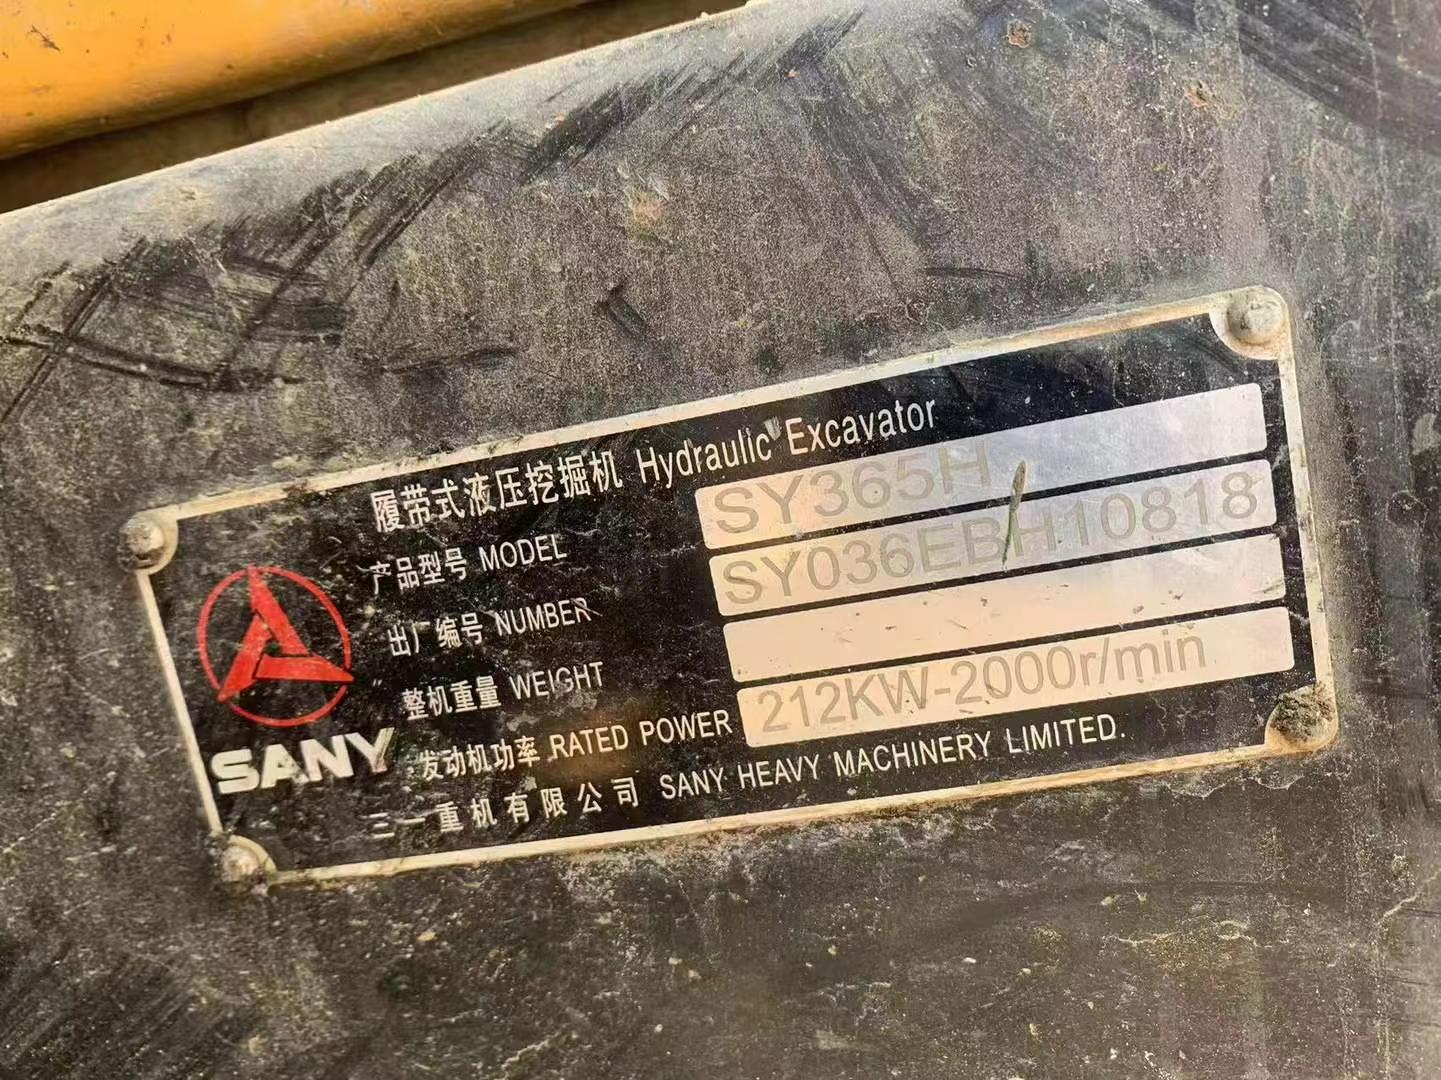 履带式液压挖掘机 Hydraulic Excavator
产品型号 MODEL SY365H
出厂编号 NUMBER SY036EBH10818
整机重量 WEIGHT
发动机功率 RATED POWER 212KW-2000r/min
SANY
三一重机有限公司 SANY HEAVY MACHINERY LIMITED.